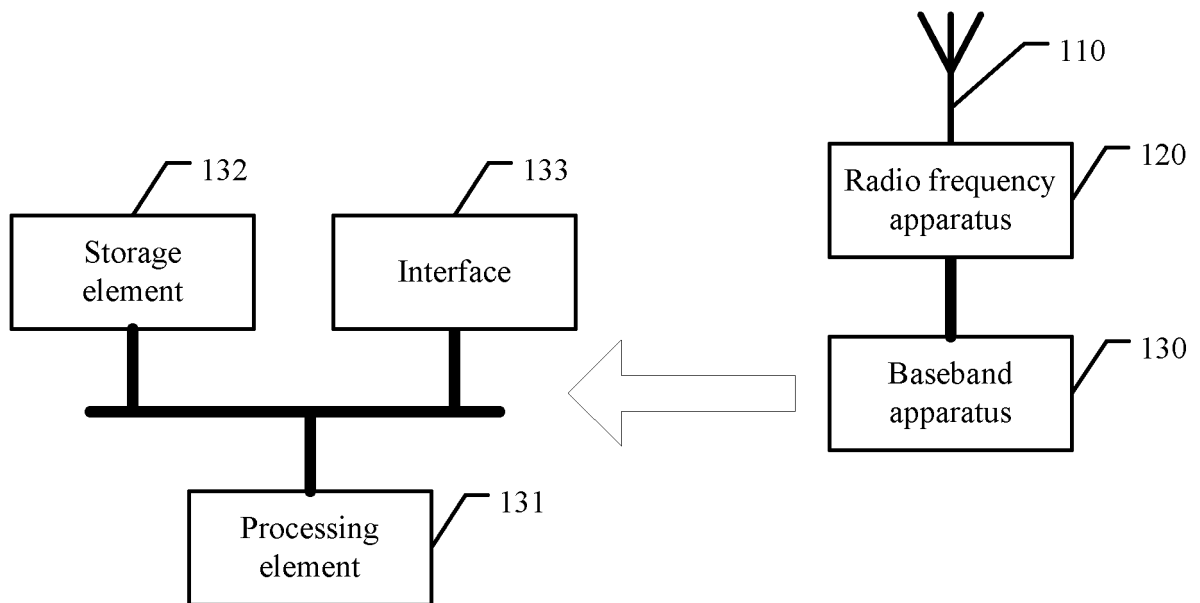 110
120
Radio frequency
apparatus
132
133
Storage
element
Interface
130
Baseband
apparatus
131
Processing
element